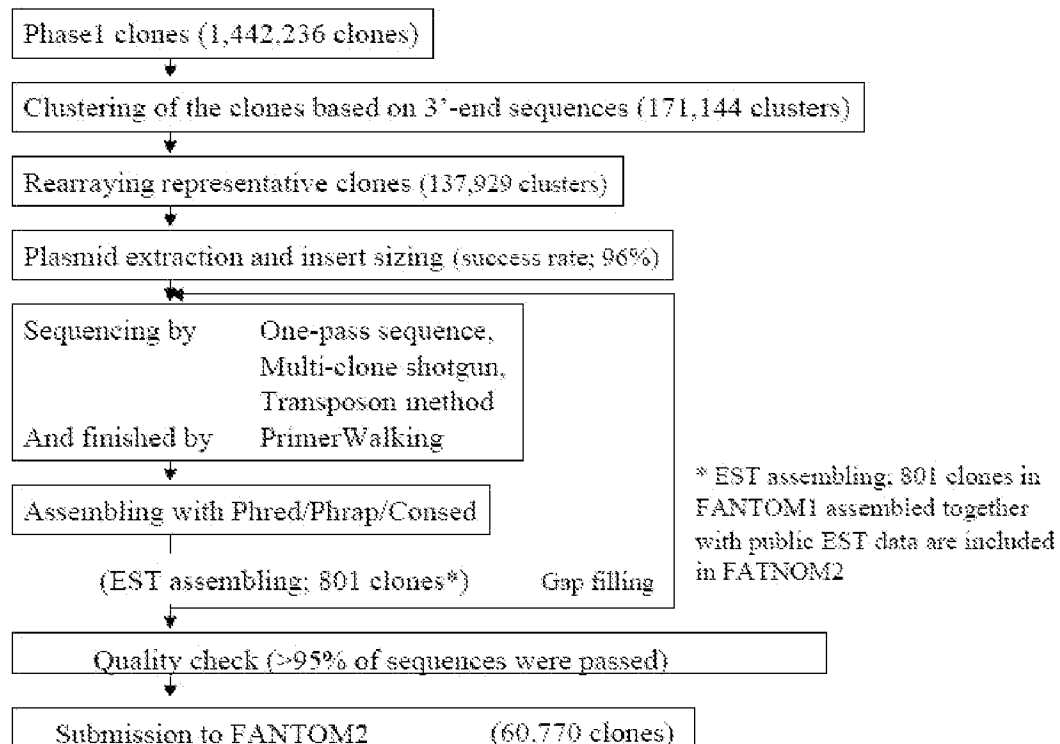 Phase1 clones (1,442,236 clones)
Clustering of the clones based on 3'-end sequences (171,144 clusters)
Rearraying representative clones (137,929 clusters)
Plasmid extraction and insert sizing (success rate; 96%)
Sequencing by One-pass sequence,
Multi-clone shotgun,
Transposon method
And finished by PrimerWalking
Assembling with Phred/Phrap/Consed
(EST assembling; 801 clones*)
Gap filling
* EST assembling; 801 clones in
FANTOM1 assembled together
with public EST data are included
in FATNOM2
Quality check (>95% of sequences were passed)
Submission to FANTOM2 (60,770 clones)